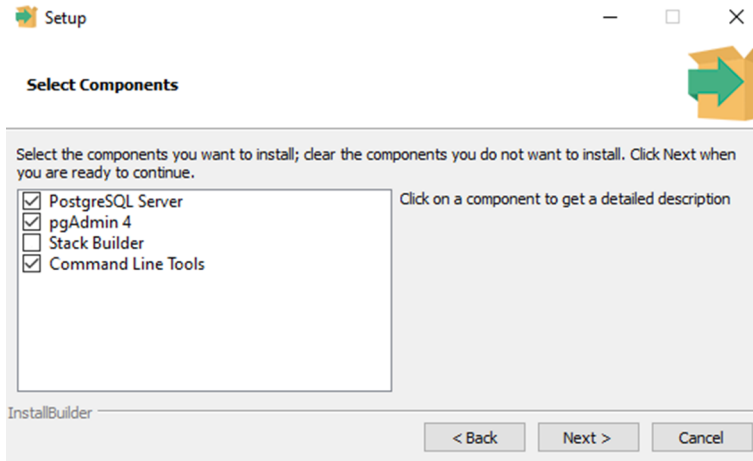 Setup
Select Components
Select the components you want to install; clear the components you do not want to install. Click Next when
you are ready to continue.
PostgreSQL Server
pgAdmin 4
Stack Builder
Command Line Tools
Click on a component to get a detailed description
InstallBuilder
< Back
Next >
Cancel